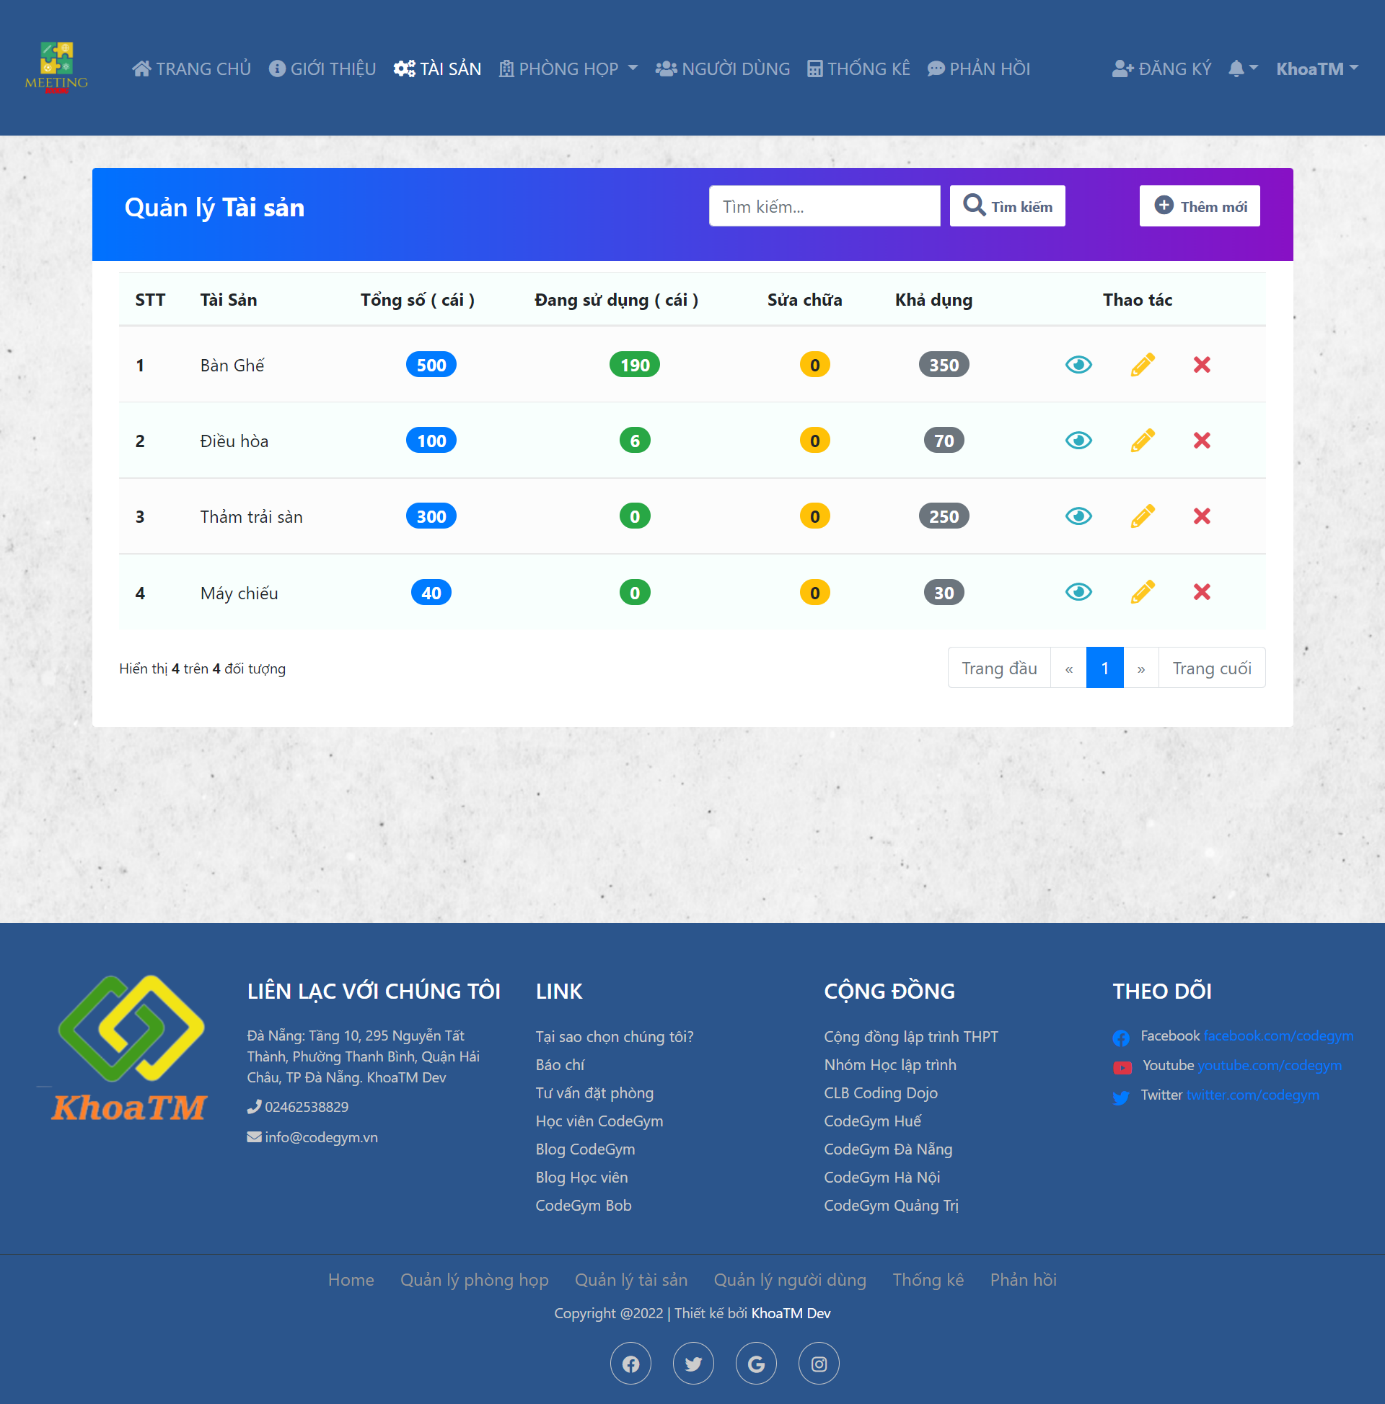 MEETING
TRANG CHỦ GIỚI THIỆU TÀI SẢN PHÒNG HỌP NGƯỜI DÙNG THỐNG KÊ PHẢN HỒI ĐĂNG KÝ KhoaTM
Quản lý Tài sản Tìm kiếm... Tìm kiếm Thêm mới
STT Tài Sản Tổng số ( cái ) Đang sử dụng ( cái ) Sửa chữa Khả dụng Thao tác
1 Bàn Ghế 500 190 0 350
2 Điều hòa 100 6 0 70
3 Thảm trải sàn 300 0 0 250
4 Máy chiếu 40 0 0 30
Hiển thị 4 trên 4 đối tượng
Trang đầu « 1 » Trang cuối
KhoaTM
LIÊN LẠC VỚI CHÚNG TÔI
Đà Nẵng: Tầng 10, 295 Nguyễn Tất
Thành, Phường Thanh Bình, Quận Hải
Châu, TP Đà Nẵng. KhoaTM Dev
02462538829
info@codegym.vn
LINK
Tại sao chọn chúng tôi?
Báo chí
Tư vấn đặt phòng
Học viên CodeGym
Blog CodeGym
Blog Học viên
CodeGym Bob
CỘNG ĐỒNG
Cộng đồng lập trình THPT
Nhóm Học lập trình
CLB Coding Dojo
CodeGym Huế
CodeGym Đà Nẵng
CodeGym Hà Nội
CodeGym Quảng Trị
THEO DÕI
Facebook facebook.com/codegym
Youtube youtube.com/codegym
Twitter twitter.com/codegym
Home Quản lý phòng họp Quản lý tài sản Quản lý người dùng Thống kê Phản hồi
Copyright @2022 | Thiết kế bởi KhoaTM Dev